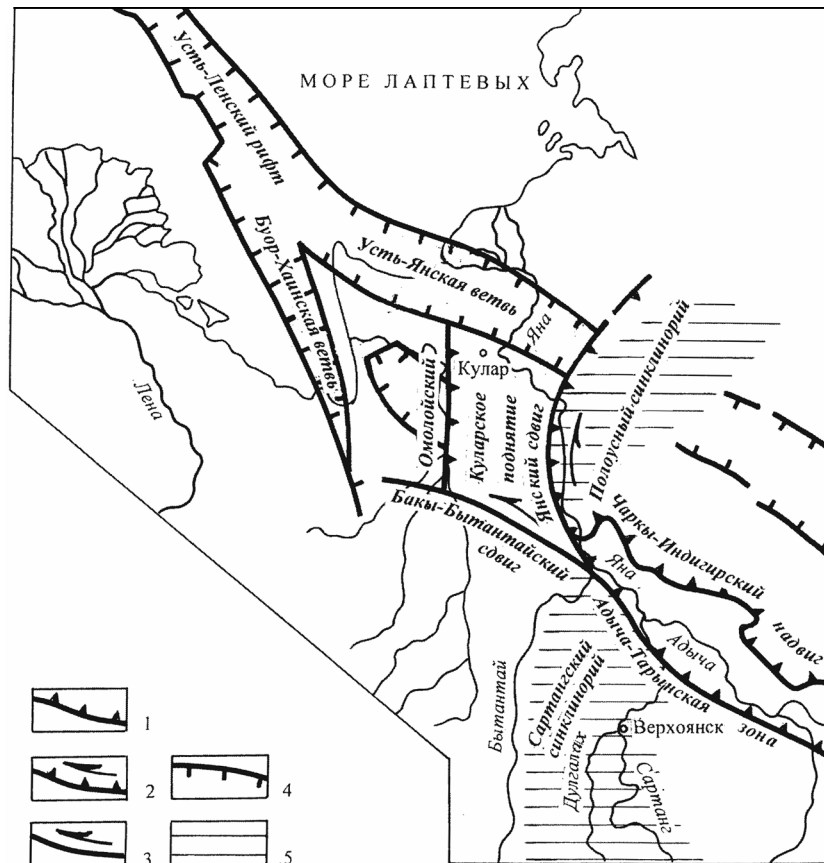 МОРЕ ЛАПТЕВЫХ
Усть-Ленский рифт
Буор-Хаинская ветвь
Усть-Янская ветвь
Яна
Лена
Кулар
Омолойский
Куларское
поднятие
Янский сдвиг
Полоусный синклинорий
Бакы-Бытантайский
сдвиг
Чаркы-Индигирский
надвиг
Яна
Адыча
Адыча-Тарынская
зона
Бытантай
Сартангский
синклинорий
Дулгалах
Верхоянск
Сартанг
1
2
4
3
5